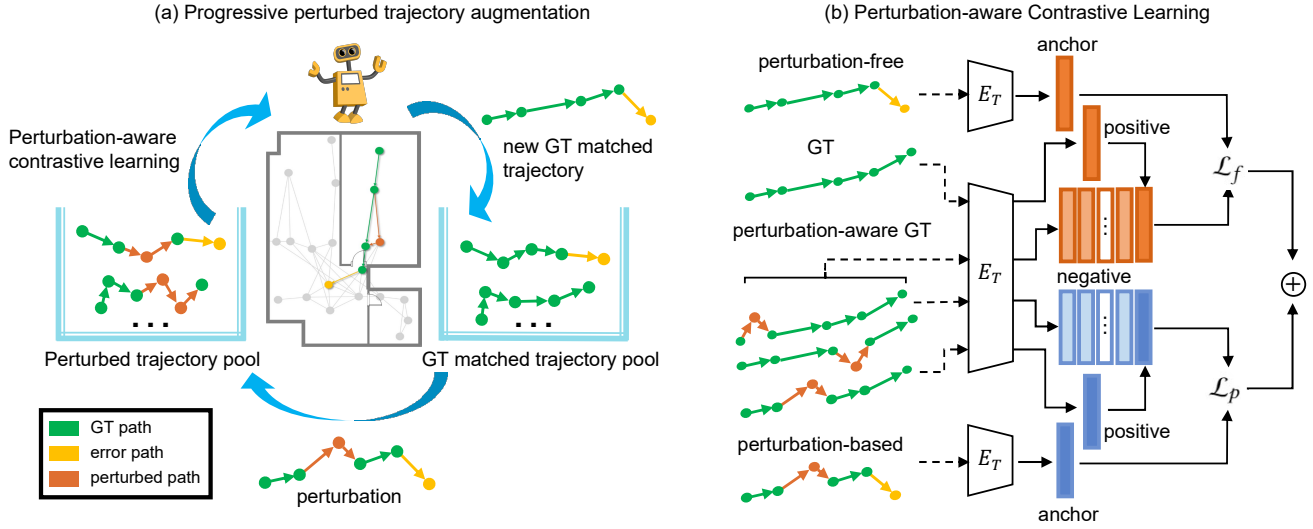 (a) Progressive perturbed trajectory augmentation
Perturbation-aware
contrastive learning
new GT matched
trajectory
. . .
. . .
Perturbed trajectory pool
GT matched trajectory pool
GT path
error path
perturbed path
perturbation
(b) Perturbation-aware Contrastive Learning
perturbation-free
E_T
anchor
positive
GT
ℒ_f
perturbation-aware GT
E_T
negative
ℒ_p
positive
perturbation-based
E_T
anchor